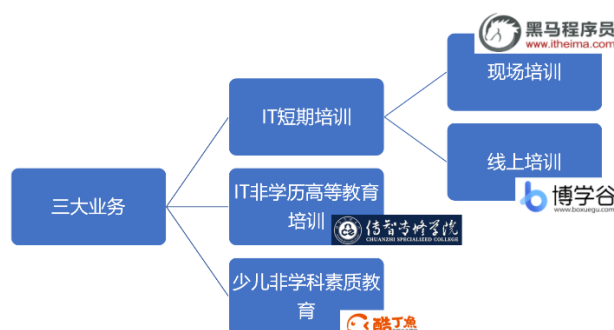 黑马程序员
www.itheima.com
现场培训
IT短期培训
线上培训
博学谷
www.boxuegu.com
三大业务
IT非学历高等教育
培训
传智专修学院
CHUANZHI SPECIALIZED COLLEGE
少儿非学科素质教
育
酷丁鱼